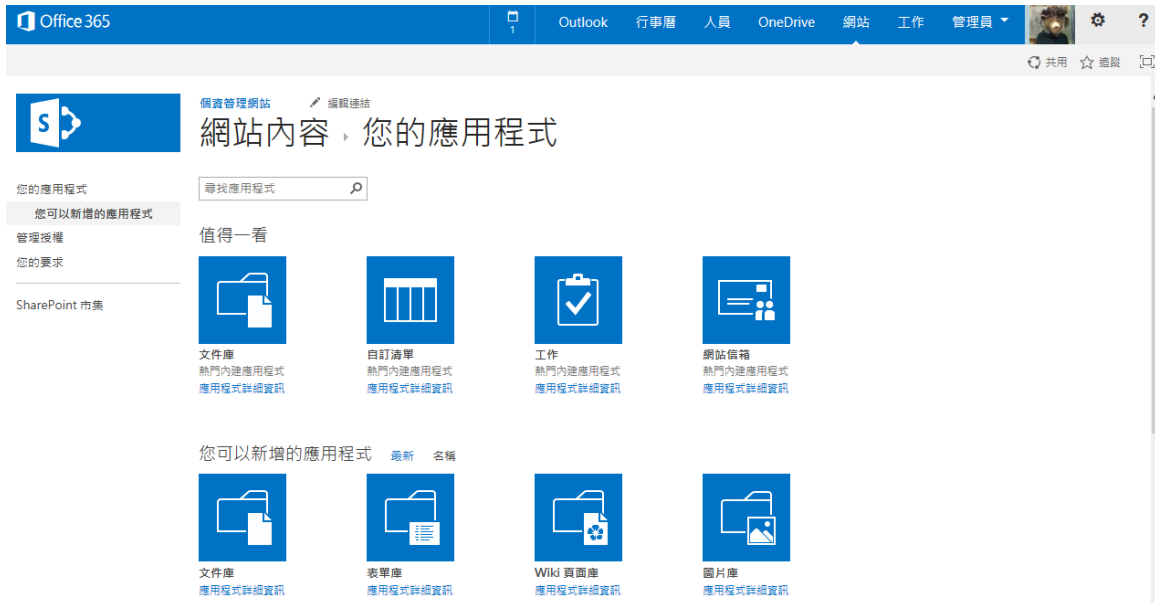 Office 365
1
Outlook 行事曆 人員 OneDrive 網站 工作 管理員 ?
共用 追蹤
S
個資管理網站 編輯連結
網站內容 您的應用程式
尋找應用程式
您的應用程式
您可以新增的應用程式
管理授權
您的要求
SharePoint 市集
值得一看
文件庫 自訂清單 工作 網站信箱
熱門內建應用程式 熱門內建應用程式 熱門內建應用程式 熱門內建應用程式
應用程式詳細資訊 應用程式詳細資訊 應用程式詳細資訊 應用程式詳細資訊
您可以新增的應用程式 最新 名稱
文件庫 表單庫 Wiki 頁面庫 圖片庫
應用程式詳細資訊 應用程式詳細資訊 應用程式詳細資訊 應用程式詳細資訊